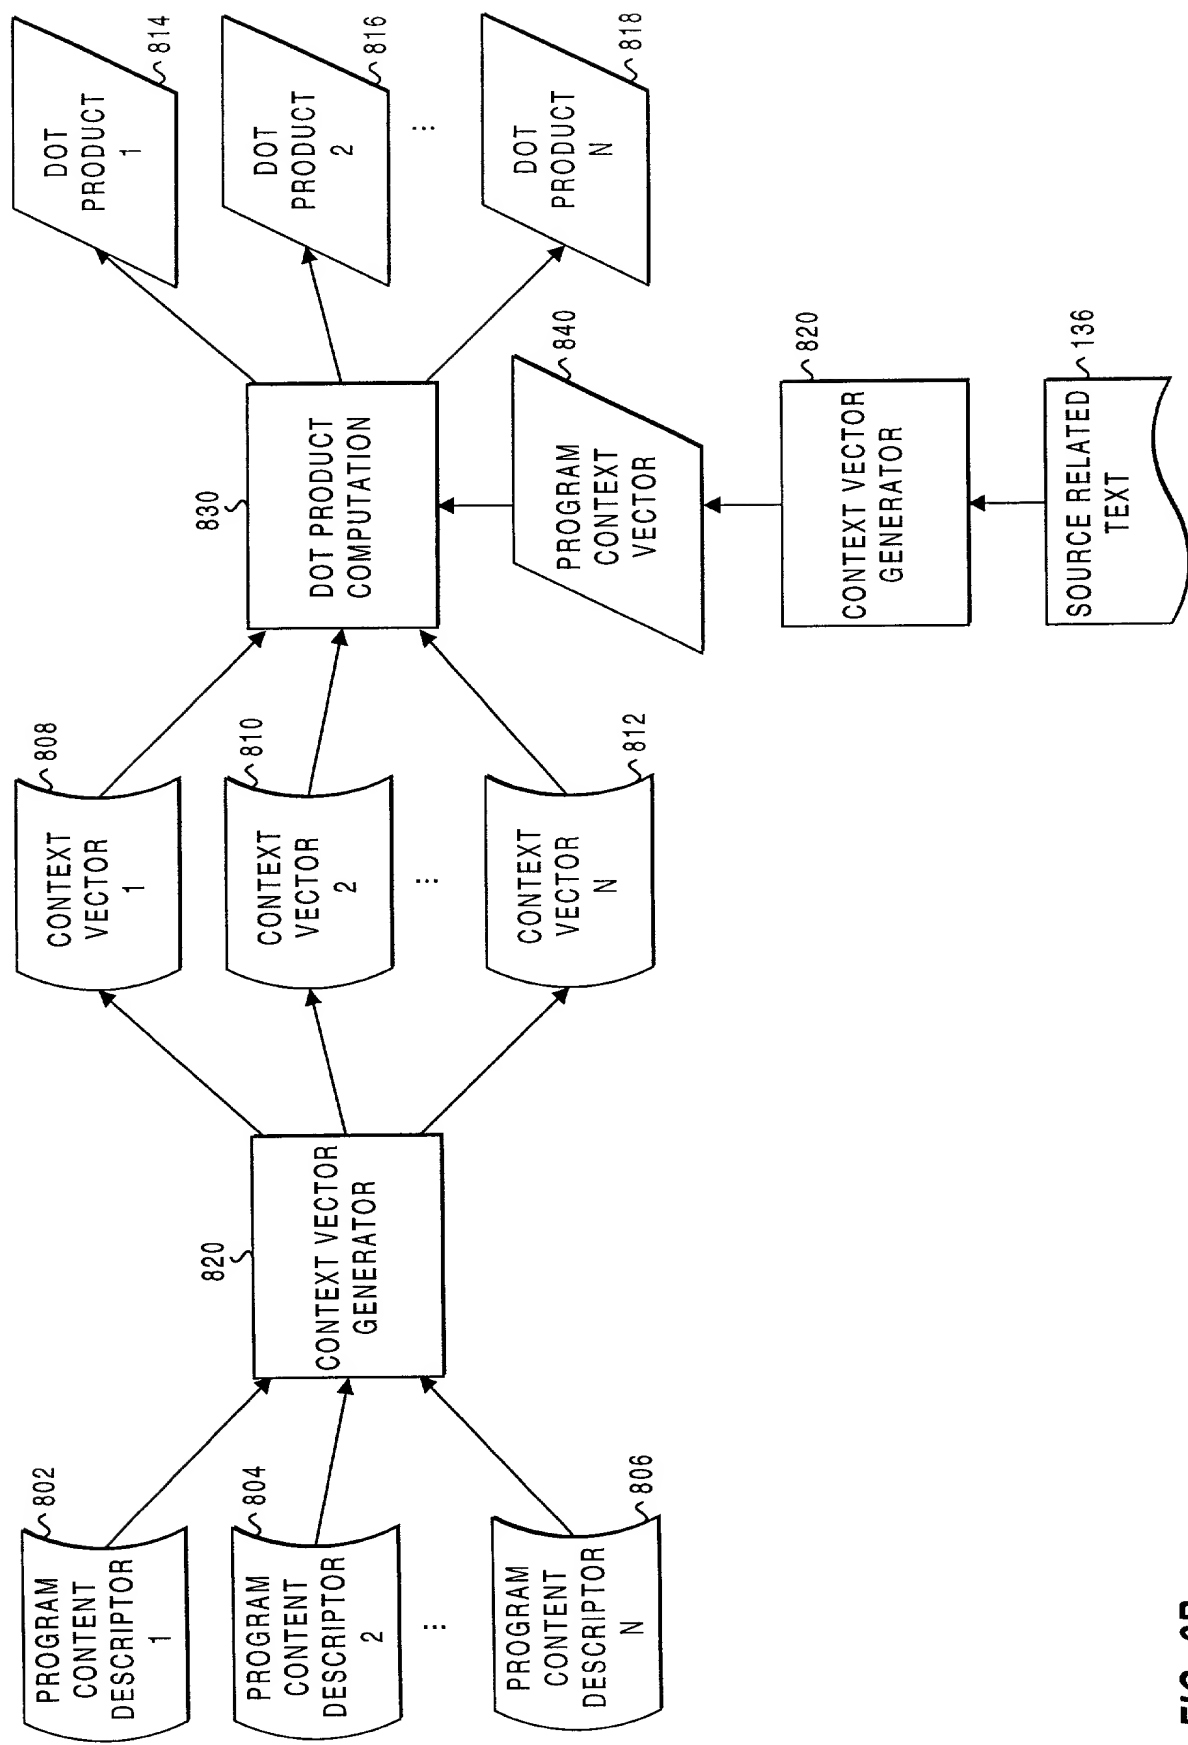 802
PROGRAM
CONTENT
DESCRIPTOR
1
804
PROGRAM
CONTENT
DESCRIPTOR
2
...
806
PROGRAM
CONTENT
DESCRIPTOR
N
820
CONTEXT VECTOR
GENERATOR
808
CONTEXT
VECTOR
1
810
CONTEXT
VECTOR
2
...
812
CONTEXT
VECTOR
N
830
DOT PRODUCT
COMPUTATION
840
PROGRAM
CONTEXT
VECTOR
820
CONTEXT VECTOR
GENERATOR
136
SOURCE RELATED
TEXT
814
DOT
PRODUCT
1
816
DOT
PRODUCT
2
...
818
DOT
PRODUCT
N